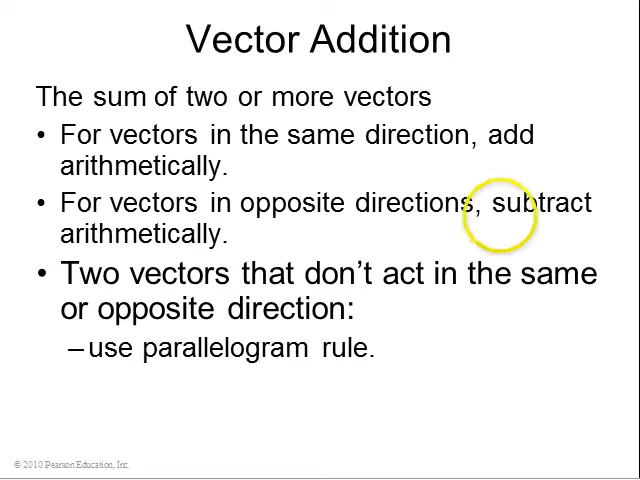 Vector Addition
The sum of two or more vectors
• For vectors in the same direction, add
arithmetically.
• For vectors in opposite directions, subtract
arithmetically.
• Two vectors that don’t act in the same
or opposite direction:
– use parallelogram rule.
© 2010 Pearson Education, Inc.